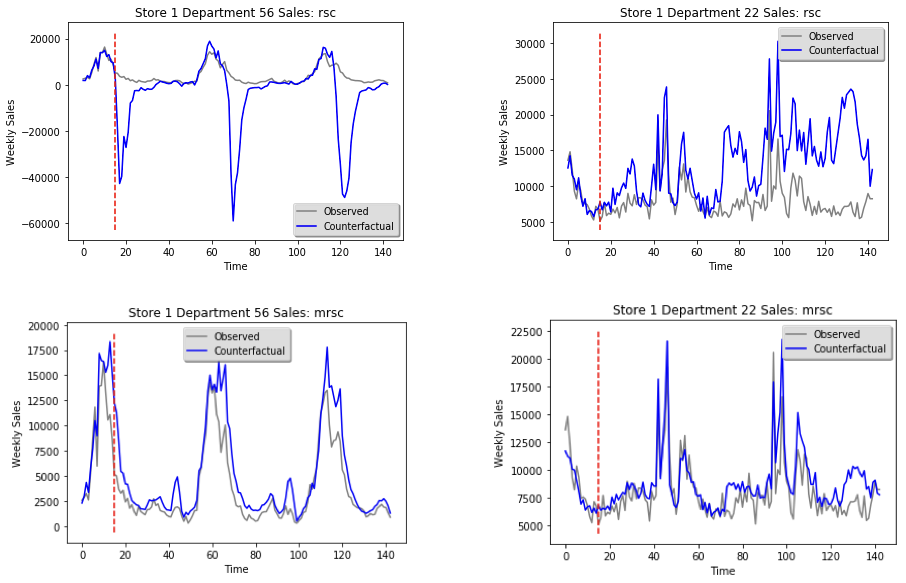 Store 1 Department 56 Sales: rsc
Weekly Sales
20000
0
−20000
−40000
−60000
Observed
Counterfactual
0 20 40 60 80 100 120 140
Time
Store 1 Department 22 Sales: rsc
Weekly Sales
30000
25000
20000
15000
10000
5000
Observed
Counterfactual
0 20 40 60 80 100 120 140
Time
Store 1 Department 56 Sales: mrsc
Weekly Sales
20000
17500
15000
12500
10000
7500
5000
2500
0
Observed
Counterfactual
0 20 40 60 80 100 120 140
Time
Store 1 Department 22 Sales: mrsc
Weekly Sales
22500
20000
17500
15000
12500
10000
7500
5000
Observed
Counterfactual
0 20 40 60 80 100 120 140
Time